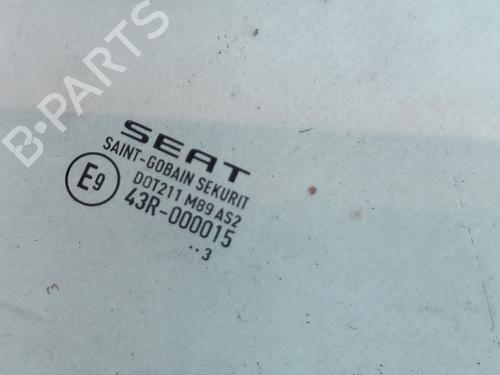 B-PARTS
SEAT
SAINT-GOBAIN SEKURIT
E9
DOT211 M89 AS2
43R-000015
..3